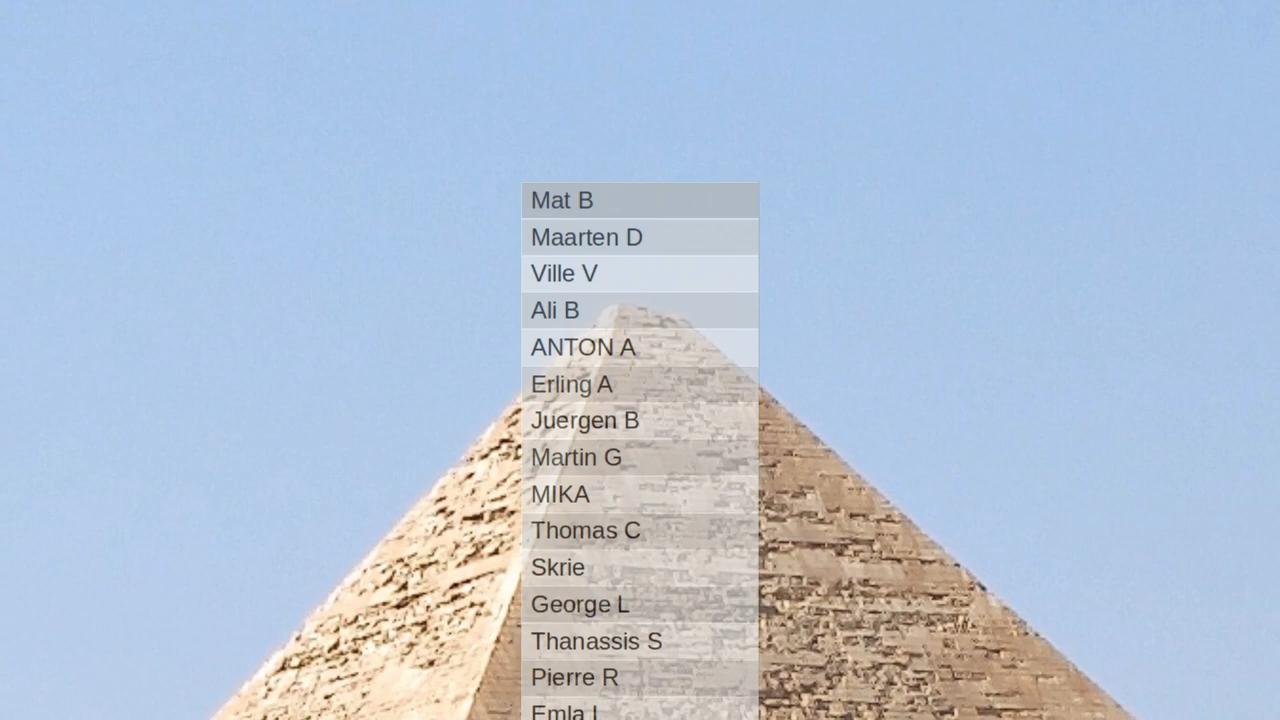 Mat B
Maarten D
Ville V
Ali B
ANTON A
Erling A
Juergen B
Martin G
MIKA
Thomas C
Skrie
George L
Thanassis S
Pierre R